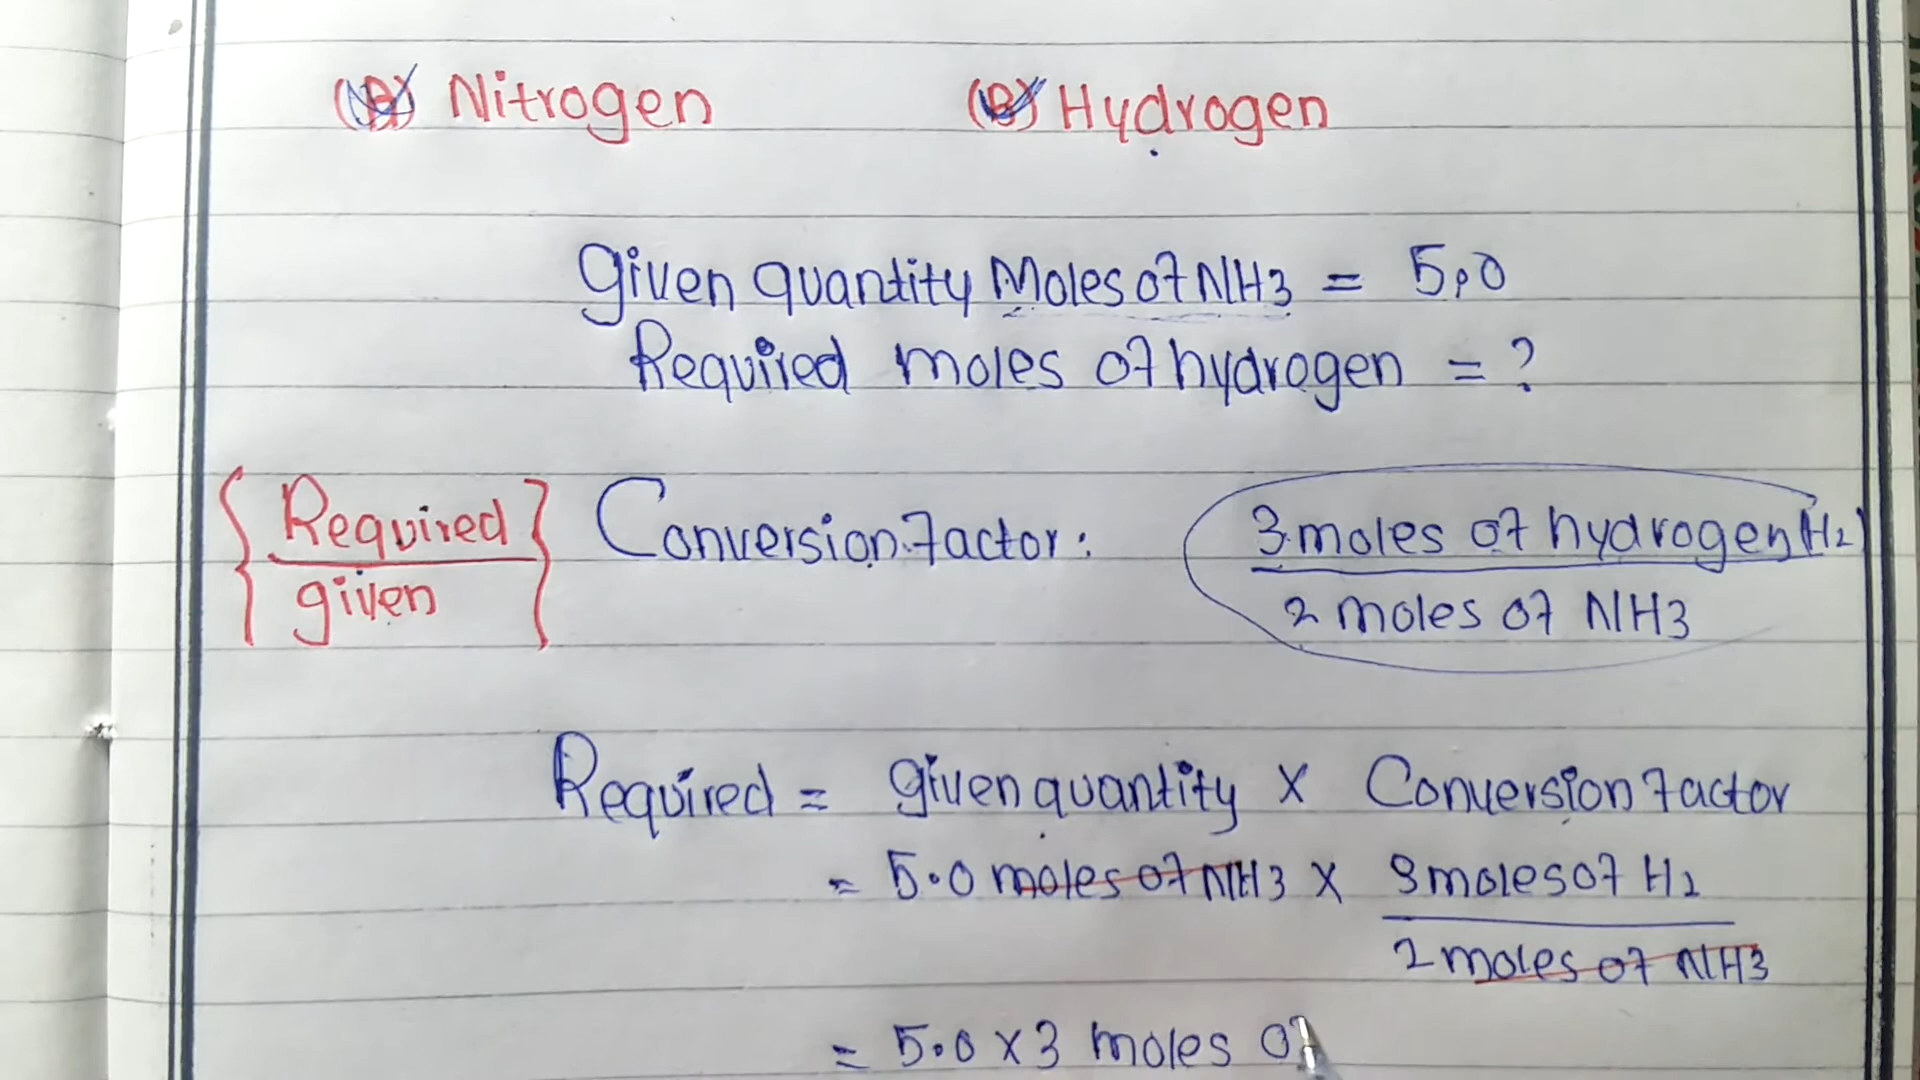 (A) Nitrogen (B) Hydrogen
Given quantity Moles of NH3 = 5.0
Required moles of hydrogen = ?
{Required/given} Conversion factor: 3 moles of hydrogen (H2)
2 moles of NH3
Required = given quantity × Conversion factor
= 5.0 moles of NH3 × 3 moles of H2
2 moles of NH3
= 5.0 × 3 moles of